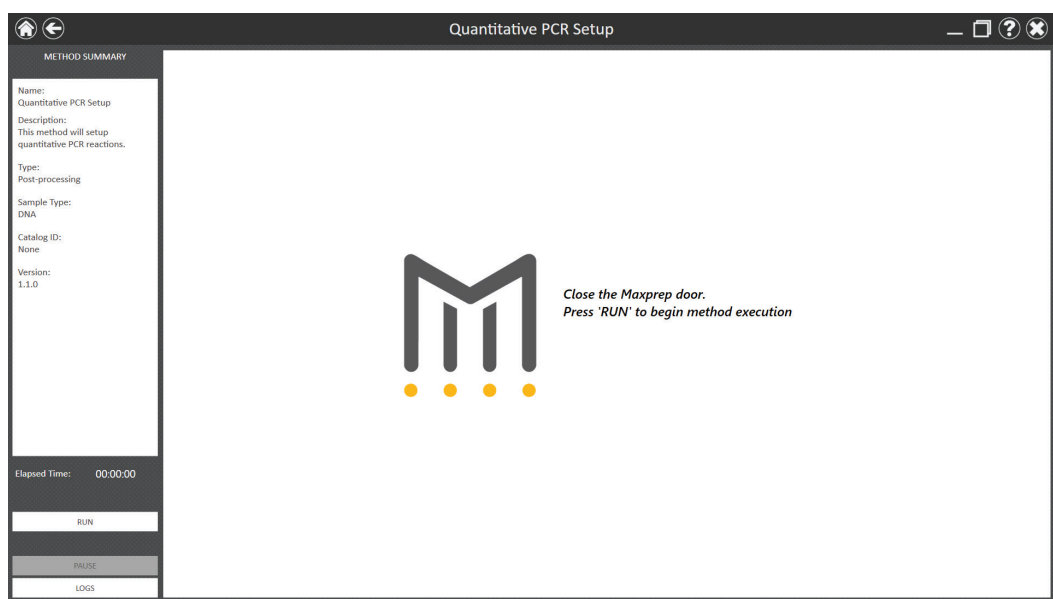 Quantitative PCR Setup
METHOD SUMMARY
Name:
Quantitative PCR Setup
Description:
This method will setup
quantitative PCR reactions.
Type:
Post-processing
Sample Type:
DNA
Catalog ID:
None
Version:
1.1.0
Close the Maxprep door.
Press 'RUN' to begin method execution
Elapsed Time: 00:00:00
RUN
PAUSE
LOGS